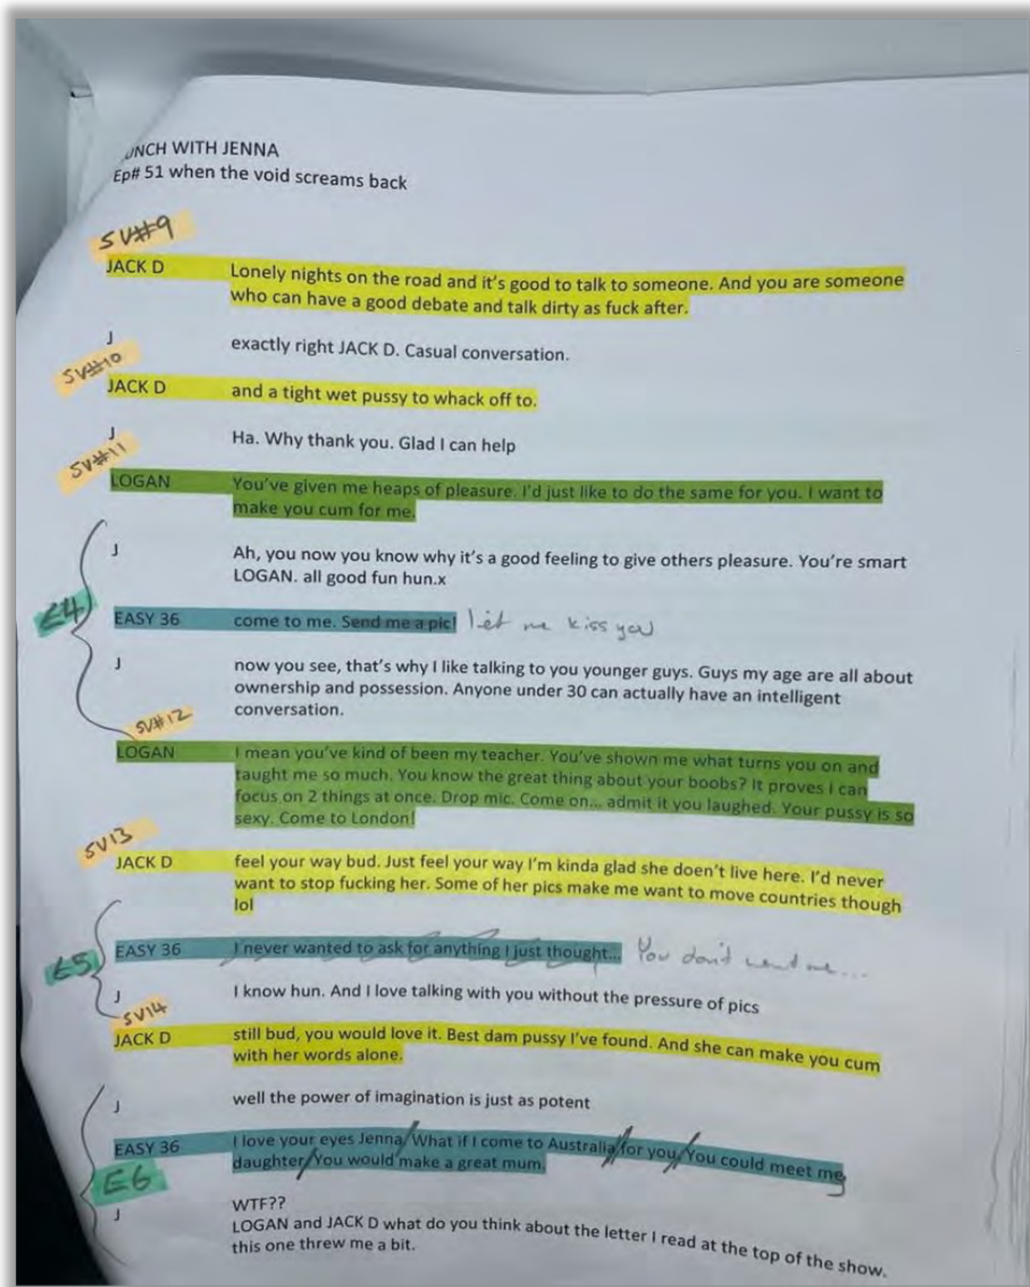 UNCH WITH JENNA
Ep# 51 when the void screams back
SV#9
JACK D Lonely nights on the road and it's good to talk to someone. And you are someone
who can have a good debate and talk dirty as fuck after.
J exactly right JACK D. Casual conversation.
SV#10
JACK D and a tight wet pussy to whack off to.
J Ha. Why thank you. Glad I can help
SV#11
LOGAN You've given me heaps of pleasure. I'd just like to do the same for you. I want to
make you cum for me.
J Ah, you now you know why it's a good feeling to give others pleasure. You're smart
LOGAN. all good fun hun.x
E4
EASY 36 come to me. Send me a pic! let me kiss you
J now you see, that's why I like talking to you younger guys. Guys my age are all about
ownership and possession. Anyone under 30 can actually have an intelligent
conversation.
SV#12
LOGAN I mean you've kind of been my teacher. You've shown me what turns you on and
taught me so much. You know the great thing about your boobs? It proves I can
focus on 2 things at once. Drop mic. Come on... admit it you laughed. Your pussy is so
sexy. Come to London!
SV13
JACK D feel your way bud. Just feel your way I'm kinda glad she doen't live here. I'd never
want to stop fucking her. Some of her pics make me want to move countries though
lol
E5
EASY 36 I never wanted to ask for anything I just thought... You don't want me...
J I know hun. And I love talking with you without the pressure of pics
SV14
JACK D still bud, you would love it. Best dam pussy I've found. And she can make you cum
with her words alone.
J well the power of imagination is just as potent
EASY 36 I love your eyes Jenna/What if I come to Australia//for you//You could meet my
daughter/You would make a great mum.
E6
J WTF??
LOGAN and JACK D what do you think about the letter I read at the top of the show.
this one threw me a bit.